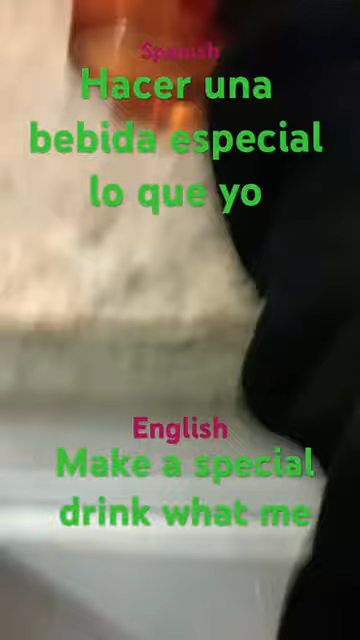 Spanish
Hacer una
bebida especial
lo que yo
English
Make a special
drink what me